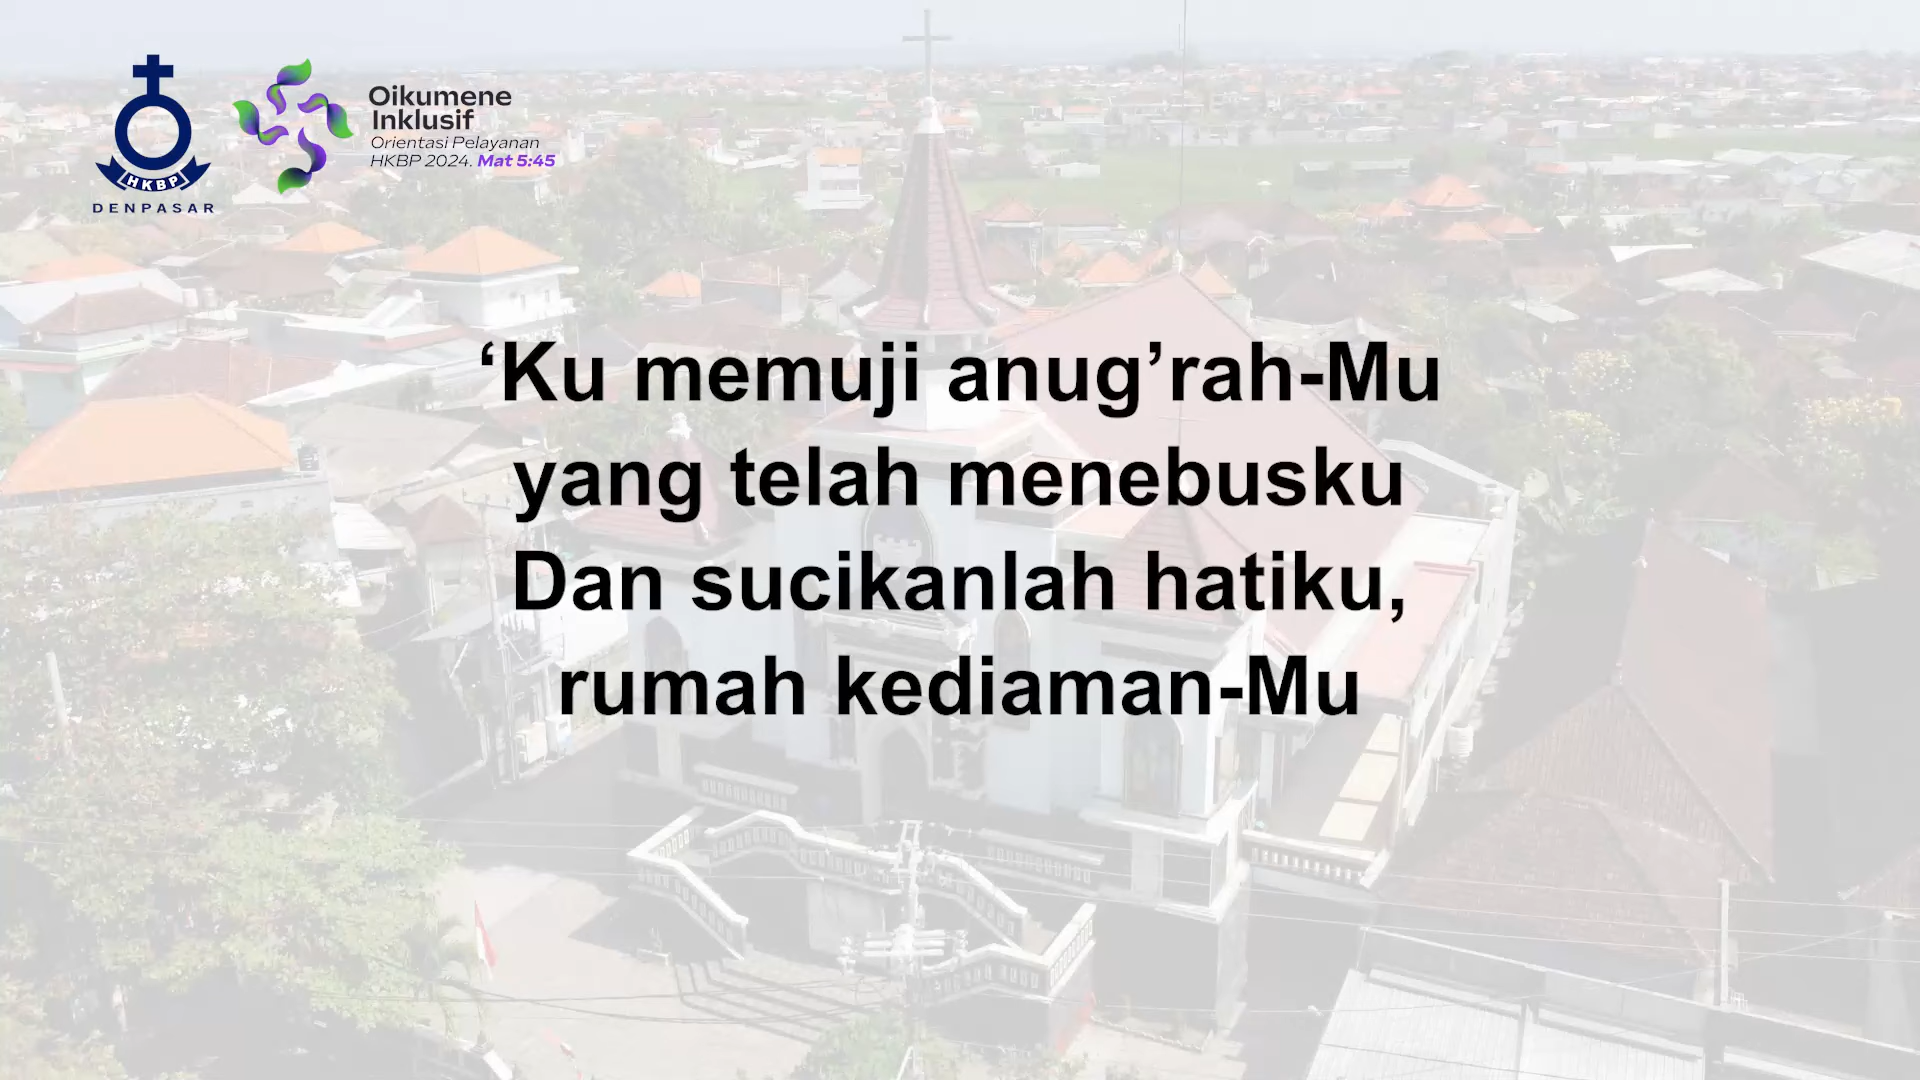 HKBP
DENPASAR
Oikumene
Inklusif
Orientasi Pelayanan
HKBP 2024. Mat 5:45
‘Ku memuji anug’rah-Mu
yang telah menebusku
Dan sucikanlah hatiku,
rumah kediaman-Mu